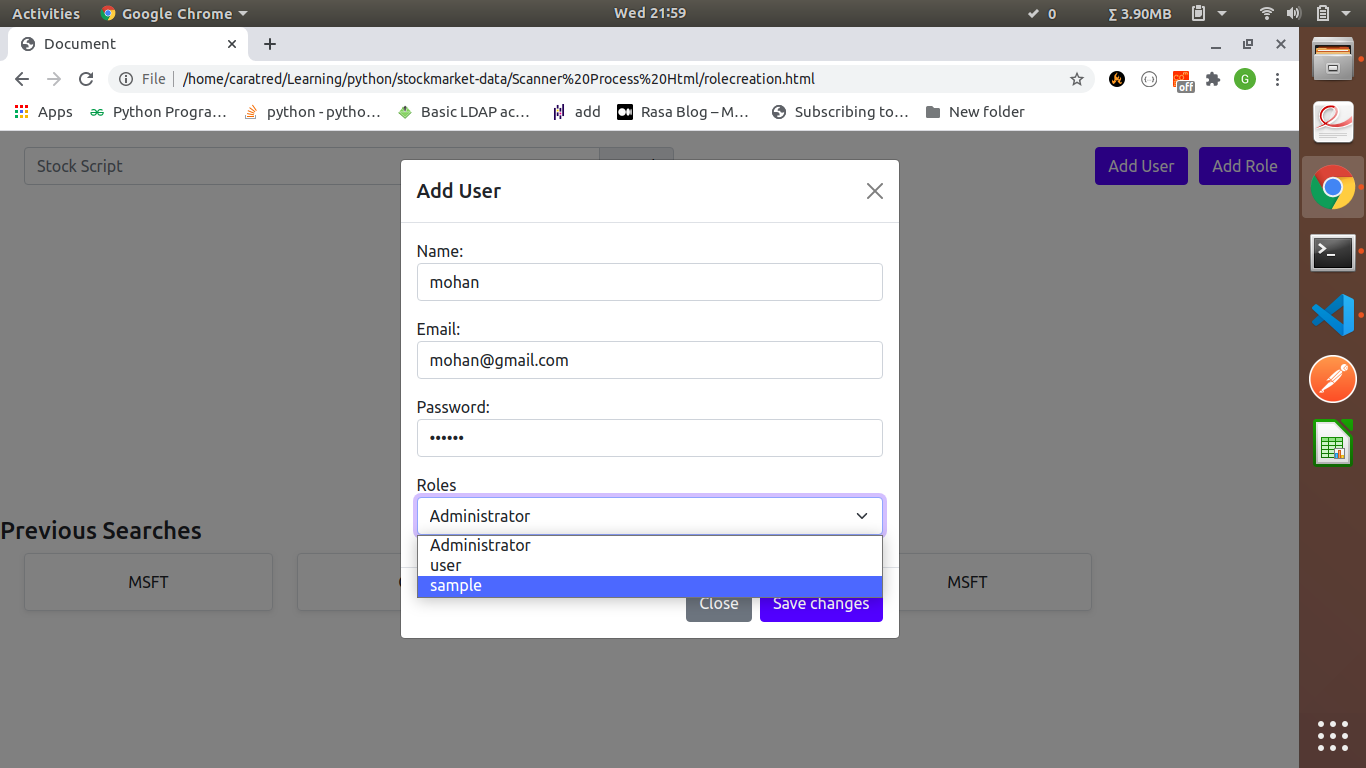 Activities Google Chrome Wed 21:59 0 Σ 3.90MB
Document
File /home/caratred/Learning/python/stockmarket-data/Scanner%20Process%20Html/rolecreation.html G off
Apps Python Progra… python - pytho… Basic LDAP ac… add Rasa Blog – M… Subscribing to… New folder
Stock Script Add User Add Role
Add User
Name:
mohan
Email:
mohan@gmail.com
Password:
••••••
Roles
Administrator
Administrator
user
sample
Close Save changes
Previous Searches
MSFT MSFT